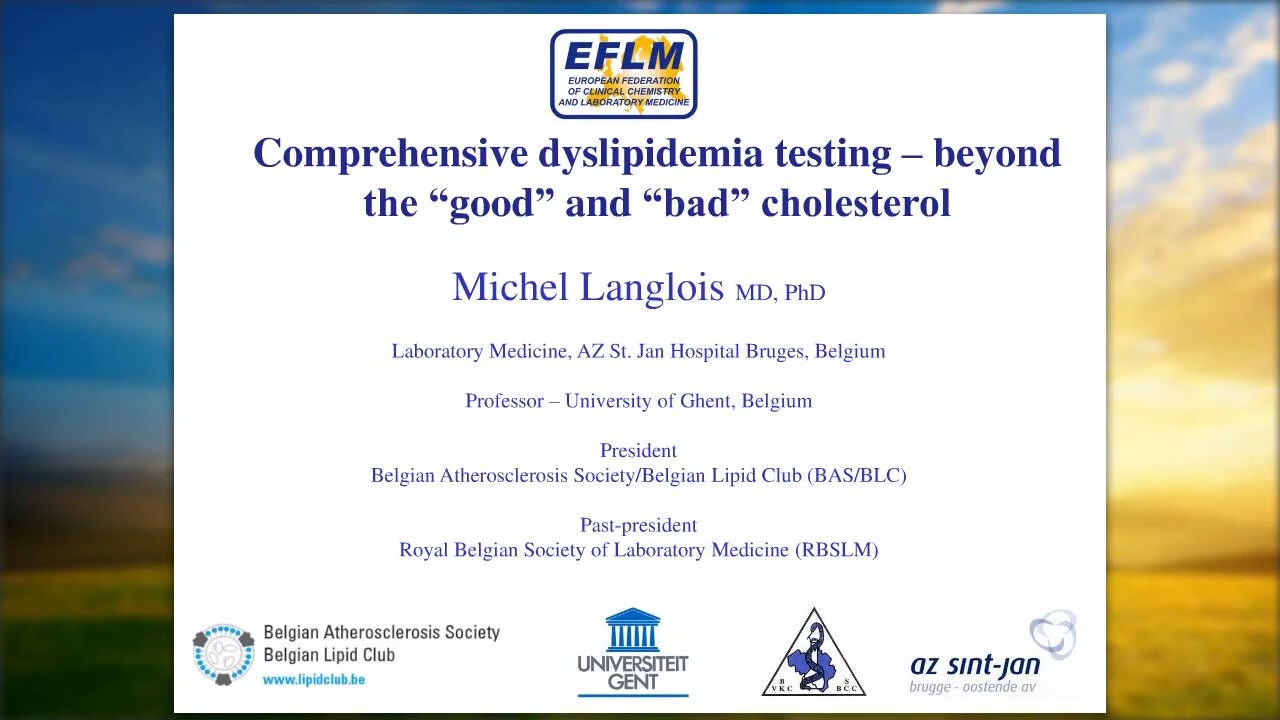 EFLM
EUROPEAN FEDERATION
OF CLINICAL CHEMISTRY
AND LABORATORY MEDICINE
Comprehensive dyslipidemia testing – beyond
the “good” and “bad” cholesterol
Michel Langlois MD, PhD
Laboratory Medicine, AZ St. Jan Hospital Bruges, Belgium
Professor – University of Ghent, Belgium
President
Belgian Atherosclerosis Society/Belgian Lipid Club (BAS/BLC)
Past-president
Royal Belgian Society of Laboratory Medicine (RBSLM)
Belgian Atherosclerosis Society
Belgian Lipid Club
www.lipidclub.be
UNIVERSITEIT
GENT
B S
VKC BCC
az sint-jan
brugge - oostende av